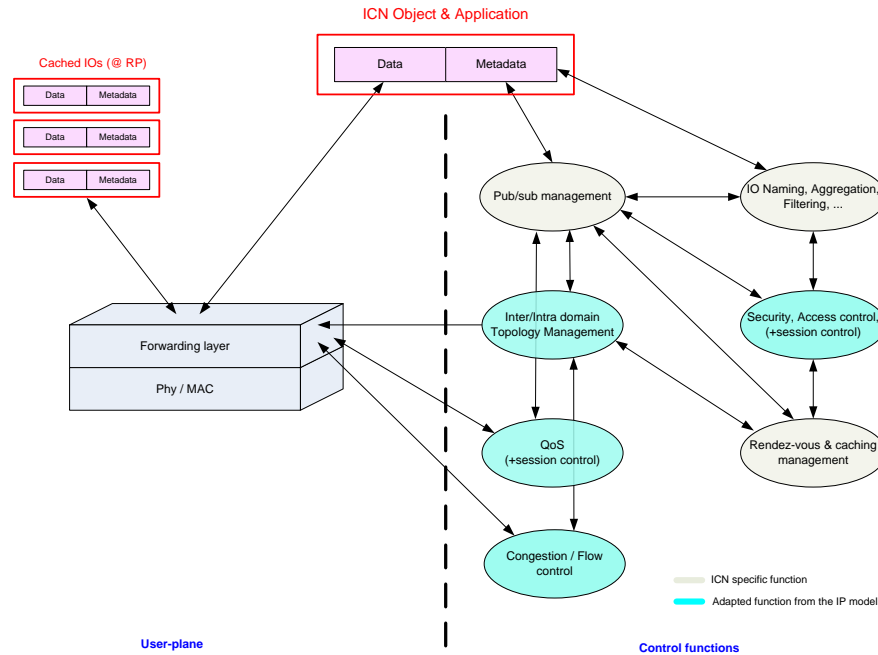 ICN Object & Application
Cached IOs (@ RP)
Data Metadata
Data Metadata
Data Metadata
Data Metadata
Pub/sub management
IO Naming, Aggregation,
Filtering, ...
Inter/Intra domain
Topology Management
Security, Access control,
(+session control)
Forwarding layer
Phy / MAC
QoS
(+session control)
Rendez-vous & caching
management
Congestion / Flow
control
ICN specific function
Adapted function from the IP model
User-plane
Control functions